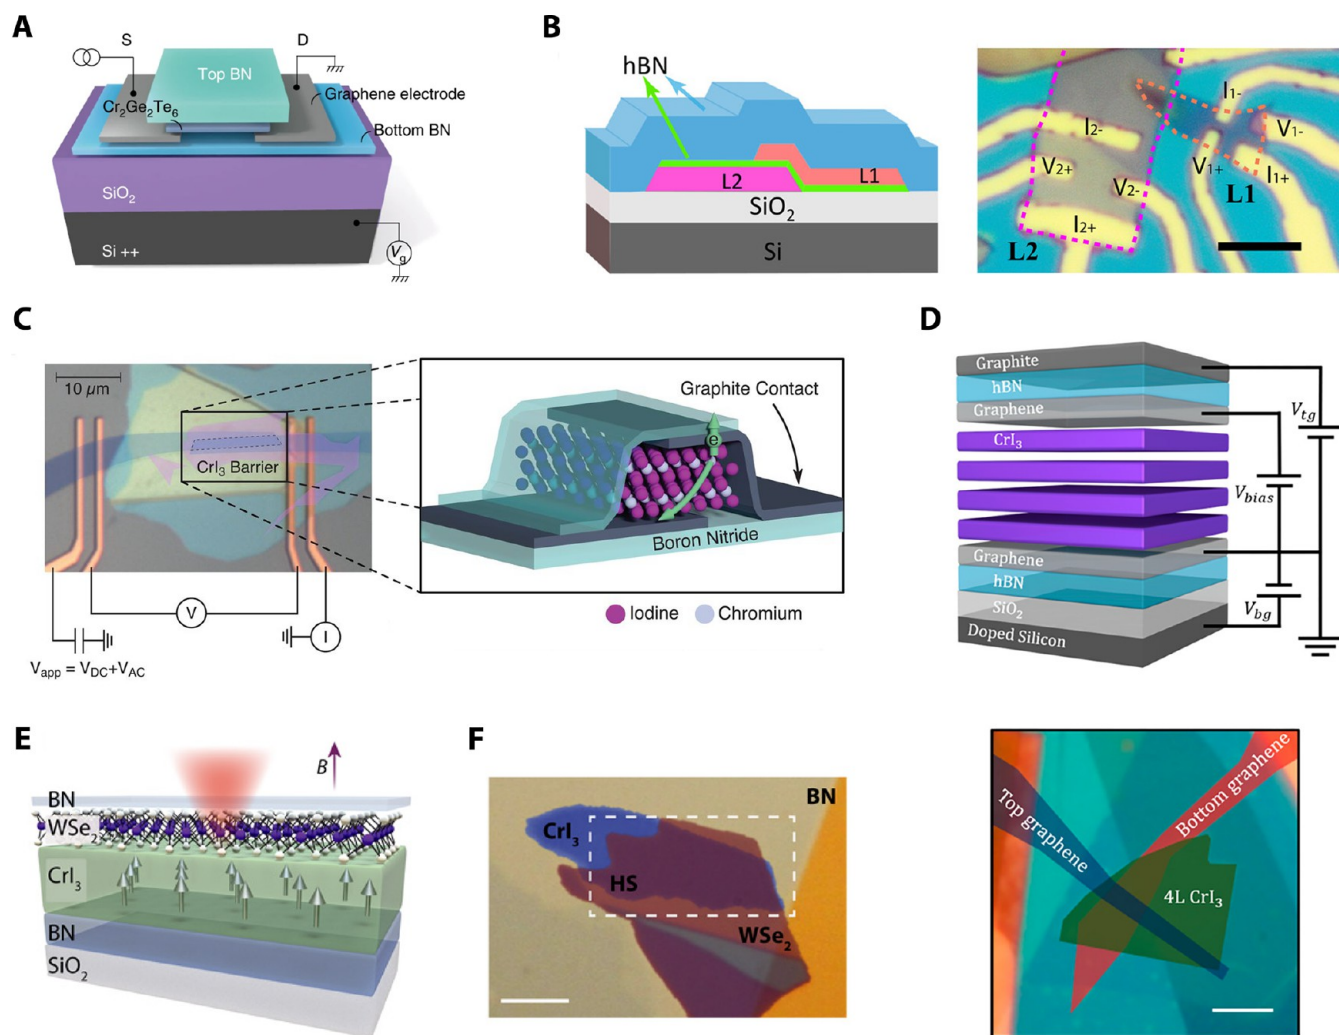 A
S
D
Top BN
Cr2Ge2Te6
Graphene electrode
Bottom BN
SiO2
Si ++
Vg
B
hBN
L2
L1
SiO2
Si
I1-
I2-
V1-
V2+
V1+
I1+
V2-
L1
I2+
L2
C
10 µm
CrI3 Barrier
V
I
Vapp = VDC+VAC
Graphite Contact
e
Boron Nitride
Iodine
Chromium
D
Graphite
hBN
Graphene
CrI3
Graphene
hBN
SiO2
Doped Silicon
Vtg
Vbias
Vbg
Top graphene
Bottom graphene
4L CrI3
E
B
BN
WSe2
CrI3
BN
SiO2
F
BN
CrI3
HS
WSe2